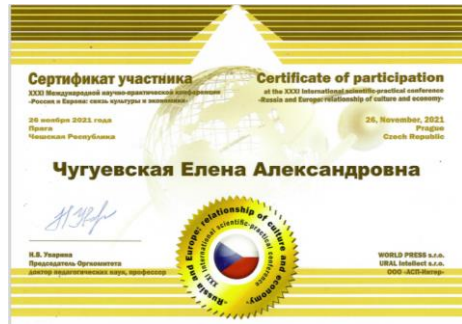 Сертификат участника
XXXI Международной научно-практической конференции
«Россия и Европа: связь культуры и экономики»
26 ноября 2021 года
Прага
Чешская Республика
Certificate of participation
at the XXXI International scientific-practical conference
«Russia and Europe: relationship of culture and economy»
26, November, 2021
Prague
Czech Republic
Чугуевская Елена Александровна
Н.В. Уварина
Председатель Оргкомитета
доктор педагогических наук, профессор
«Russia and Europe: relationship of culture and economy»
XXXI International scientific-practical conference
WORLD PRESS s.r.o.
URAL Intellect s.r.o.
ООО «АСП-Интер»